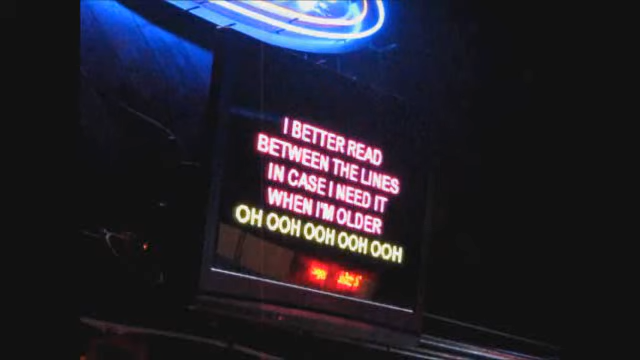 I BETTER READ
BETWEEN THE LINES
IN CASE I NEED IT
WHEN I'M OLDER
OH OOH OOH OOH OOH